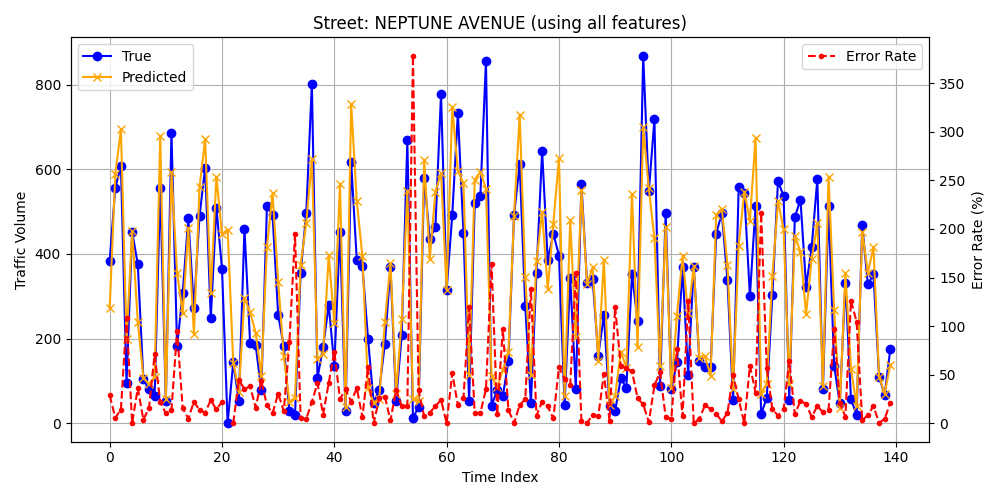 Street: NEPTUNE AVENUE (using all features)
True
Predicted
Error Rate
Traffic Volume
800
600
400
200
0
350
300
250
200
150
100
50
0
Error Rate (%)
0 20 40 60 80 100 120 140
Time Index